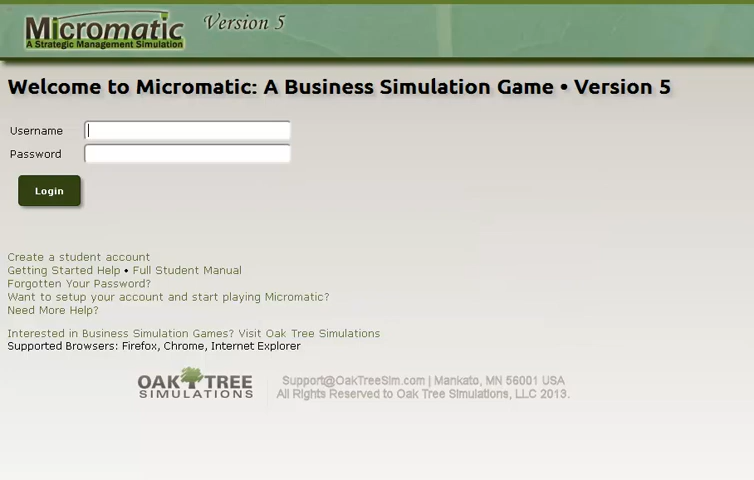 Micromatic Version 5
A Strategic Management Simulation
Welcome to Micromatic: A Business Simulation Game • Version 5
Username
Password
Login
Create a student account
Getting Started Help • Full Student Manual
Forgotten Your Password?
Want to setup your account and start playing Micromatic?
Need More Help?
Interested in Business Simulation Games? Visit Oak Tree Simulations
Supported Browsers: Firefox, Chrome, Internet Explorer
OAK TREE
SIMULATIONS
Support@OakTreeSim.com | Mankato, MN 56001 USA
All Rights Reserved to Oak Tree Simulations, LLC 2013.